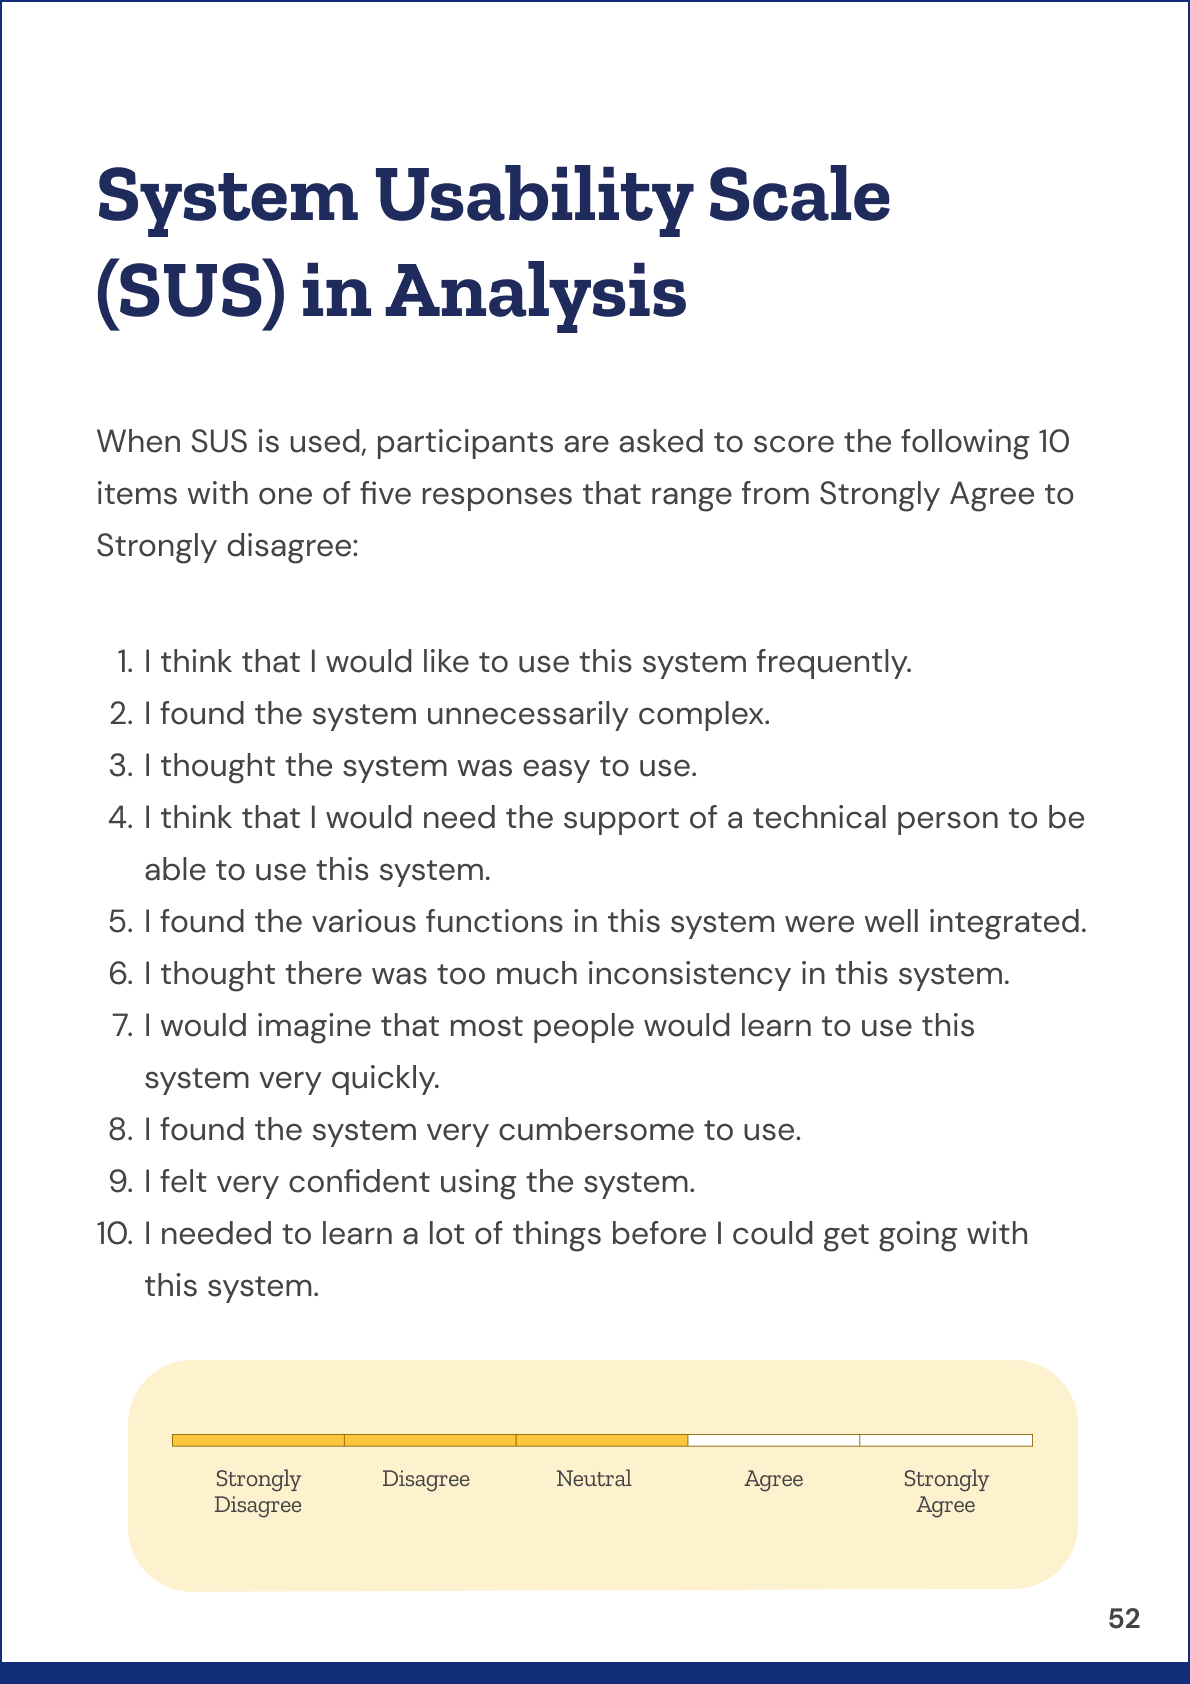 System Usability Scale
(SUS) in Analysis
When SUS is used, participants are asked to score the following 10
items with one of five responses that range from Strongly Agree to
Strongly disagree:
1. I think that I would like to use this system frequently.
2. I found the system unnecessarily complex.
3. I thought the system was easy to use.
4. I think that I would need the support of a technical person to be
able to use this system.
5. I found the various functions in this system were well integrated.
6. I thought there was too much inconsistency in this system.
7. I would imagine that most people would learn to use this
system very quickly.
8. I found the system very cumbersome to use.
9. I felt very confident using the system.
10. I needed to learn a lot of things before I could get going with
this system.
Strongly Disagree
Disagree
Neutral
Agree
Strongly Agree
52